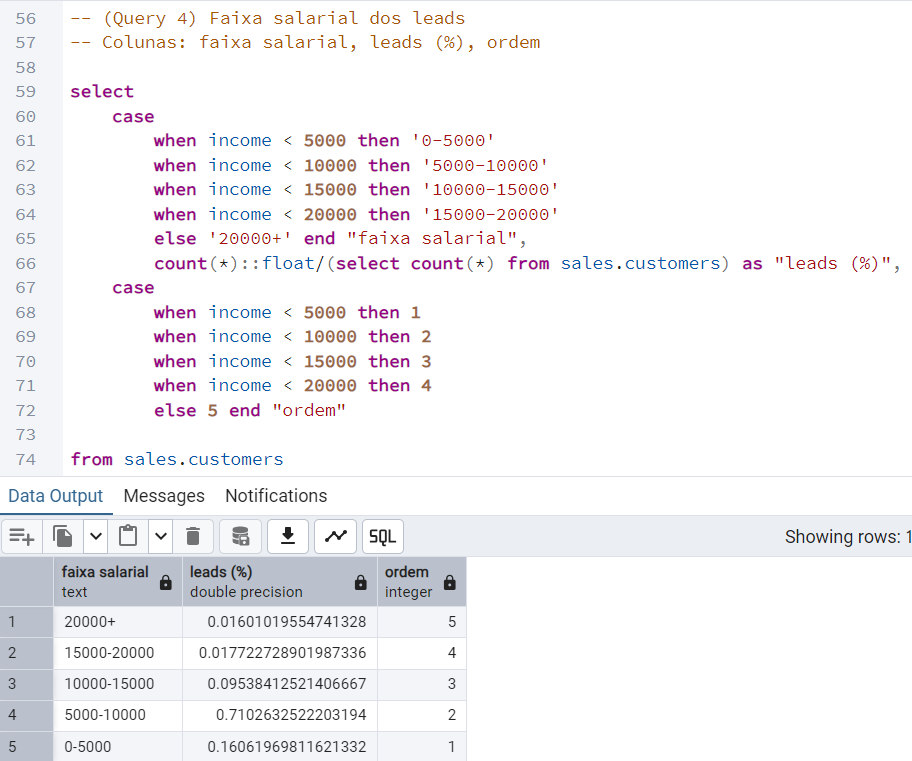 56 -- (Query 4) Faixa salarial dos leads
57 -- Colunas: faixa salarial, leads (%), ordem
58
59 select
60 case
61 when income < 5000 then '0-5000'
62 when income < 10000 then '5000-10000'
63 when income < 15000 then '10000-15000'
64 when income < 20000 then '15000-20000'
65 else '20000+' end "faixa salarial",
66 count(*)::float/(select count(*) from sales.customers) as "leads (%)",
67 case
68 when income < 5000 then 1
69 when income < 10000 then 2
70 when income < 15000 then 3
71 when income < 20000 then 4
72 else 5 end "ordem"
73
74 from sales.customers
Data Output Messages Notifications
SQL Showing rows: 1
faixa salarial leads (%) ordem
text double precision integer
1 20000+ 0.01601019554741328 5
2 15000-20000 0.017722728901987336 4
3 10000-15000 0.09538412521406667 3
4 5000-10000 0.7102632522203194 2
5 0-5000 0.16061969811621332 1